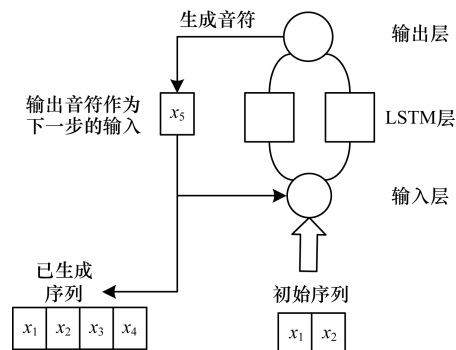 生成音符
输出层
输出音符作为
下一步的输入
x5
LSTM层
输入层
已生成
序列
初始序列
x1 x2 x3 x4
x1 x2